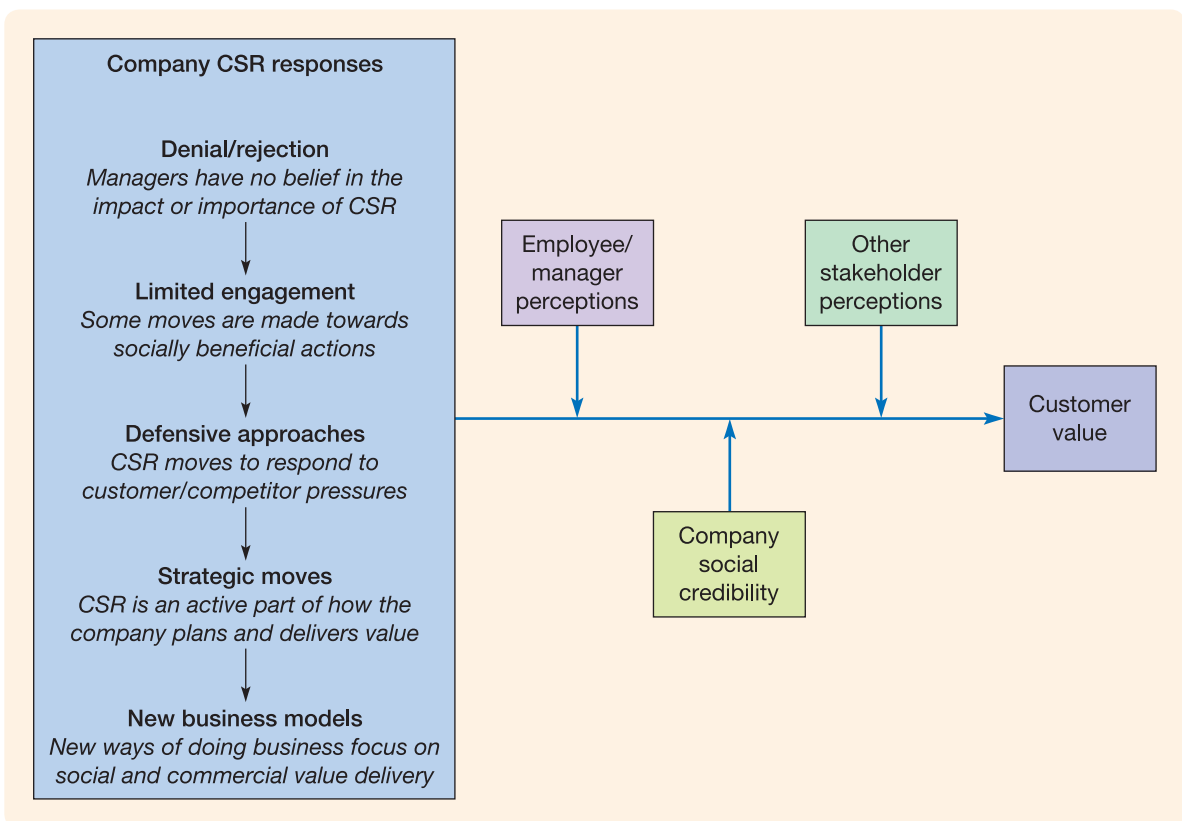 Company CSR responses
Denial/rejection
Managers have no belief in the
impact or importance of CSR
Limited engagement
Some moves are made towards
socially beneficial actions
Defensive approaches
CSR moves to respond to
customer/competitor pressures
Strategic moves
CSR is an active part of how the
company plans and delivers value
New business models
New ways of doing business focus on
social and commercial value delivery
Employee/
manager
perceptions
Other
stakeholder
perceptions
Company
social
credibility
Customer
value